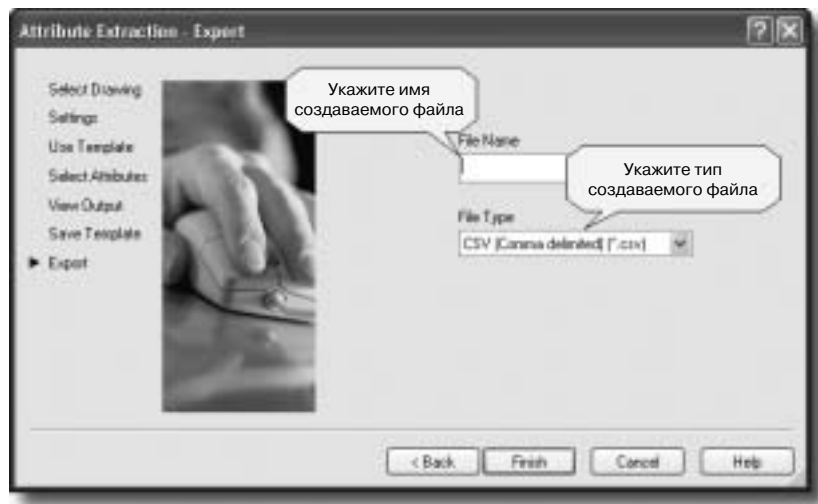 Attribute Extraction - Export
Select Drawing
Settings
Use Template
Select Attributes
View Output
Save Template
Export
Укажите имя
создаваемого файла
File Name
Укажите тип
создаваемого файла
File Type
CSV (Comma delimited) (*.csv)
< Back
Finish
Cancel
Help